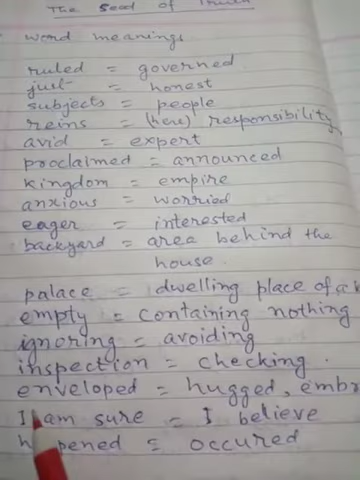 The Seed of Truth
word meanings
ruled = governed
just = honest
subjects = people
reins = (here) responsibility
avid = expert
proclaimed = announced
kingdom = empire
anxious = worried
eager = interested
backyard = area behind the
house.
palace = dwelling place of a
empty = containing nothing
ignoring = avoiding
inspection = checking.
enveloped = hugged, embr
I am sure = I believe
h pened = occured